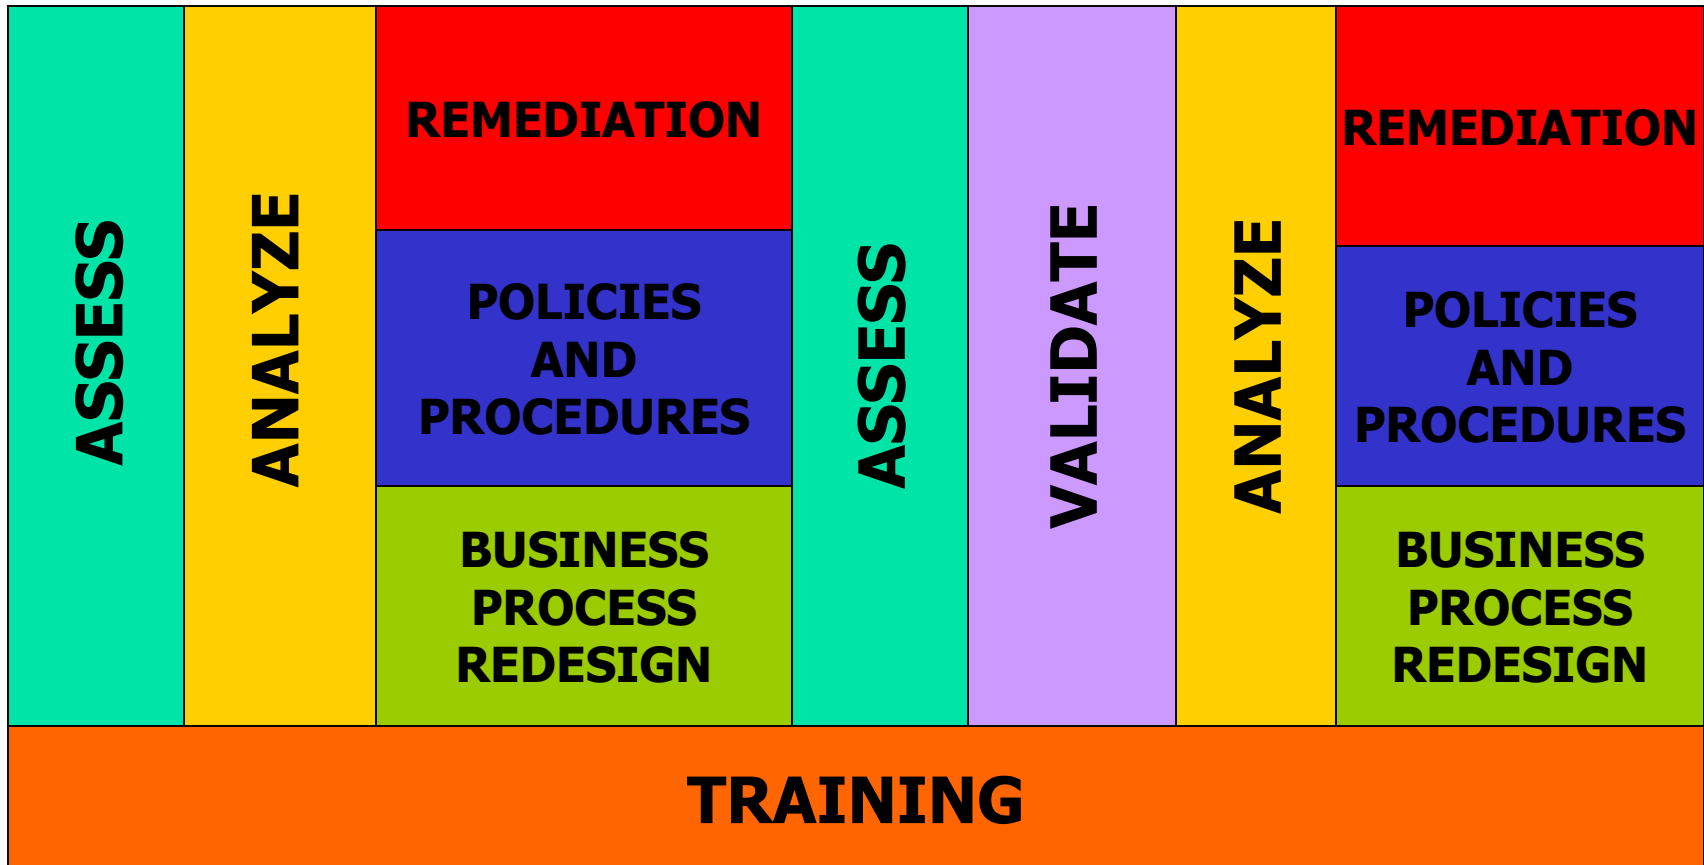 ASSESS
ANALYZE
REMEDIATION
POLICIES
AND
PROCEDURES
BUSINESS
PROCESS
REDESIGN
ASSESS
VALIDATE
ANALYZE
REMEDIATION
POLICIES
AND
PROCEDURES
BUSINESS
PROCESS
REDESIGN
TRAINING